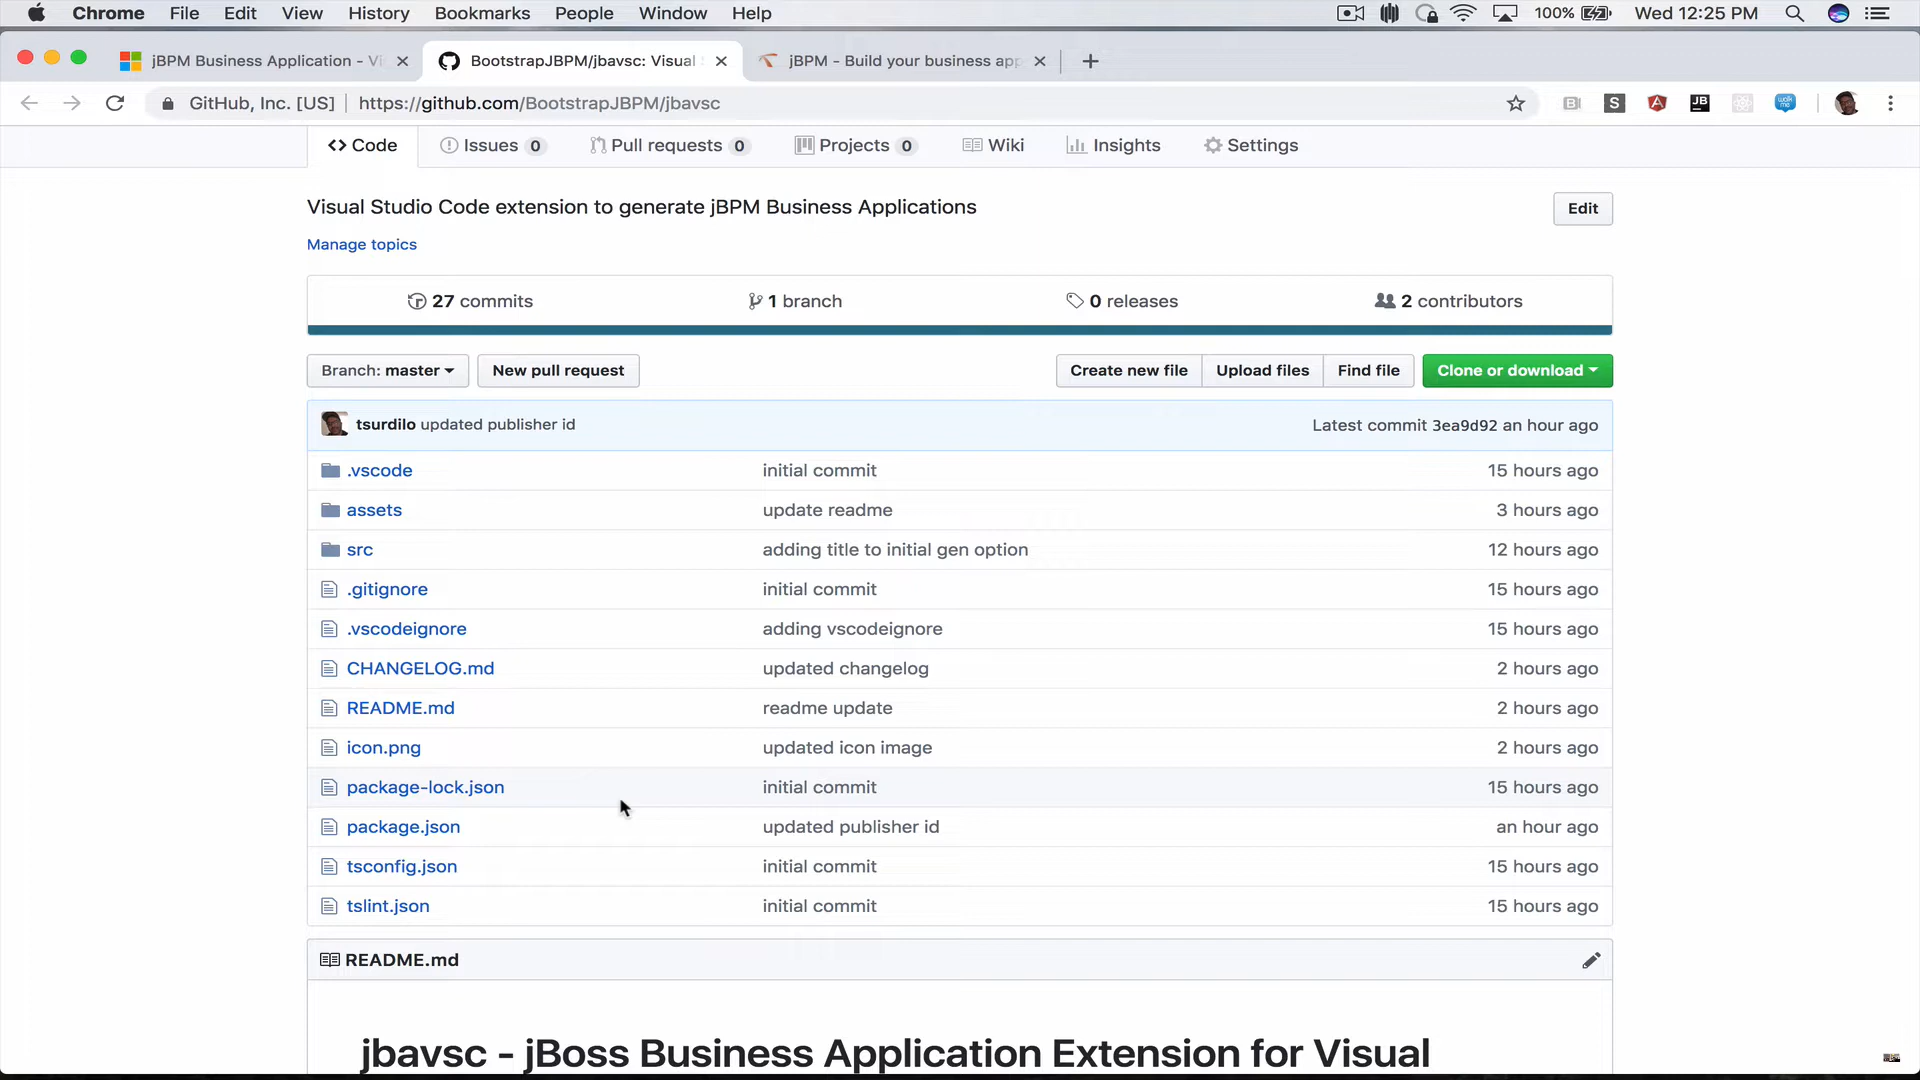 Chrome File Edit View History Bookmarks People Window Help 100% Wed 12:25 PM
jBPM Business Application - Vi BootstrapJBPM/jbavsc: Visual jBPM - Build your business app
GitHub, Inc. [US] https://github.com/BootstrapJBPM/jbavsc
S A JB
Code Issues 0 Pull requests 0 Projects 0 Wiki Insights Settings
Visual Studio Code extension to generate jBPM Business Applications Edit
Manage topics
27 commits 1 branch 0 releases 2 contributors
Branch: master New pull request Create new file Upload files Find file Clone or download
tsurdilo updated publisher id Latest commit 3ea9d92 an hour ago
.vscode initial commit 15 hours ago
assets update readme 3 hours ago
src adding title to initial gen option 12 hours ago
.gitignore initial commit 15 hours ago
.vscodeignore adding vscodeignore 15 hours ago
CHANGELOG.md updated changelog 2 hours ago
README.md readme update 2 hours ago
icon.png updated icon image 2 hours ago
package-lock.json initial commit 15 hours ago
package.json updated publisher id an hour ago
tsconfig.json initial commit 15 hours ago
tslint.json initial commit 15 hours ago
README.md
jbavsc - jBoss Business Application Extension for Visual